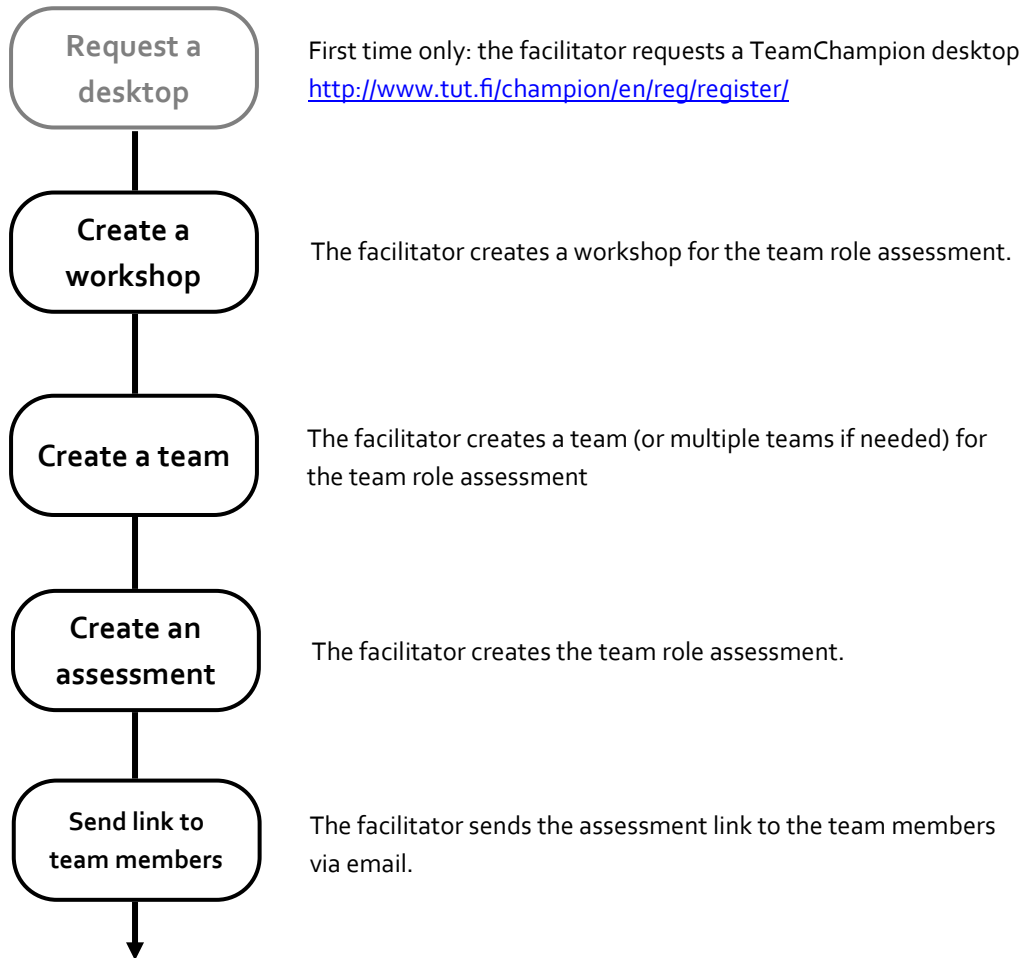 Request a
desktop
First time only: the facilitator requests a TeamChampion desktop
http://www.tut.fi/champion/en/reg/register/
Create a
workshop
The facilitator creates a workshop for the team role assessment.
Create a team
The facilitator creates a team (or multiple teams if needed) for
the team role assessment
Create an
assessment
The facilitator creates the team role assessment.
Send link to
team members
The facilitator sends the assessment link to the team members
via email.